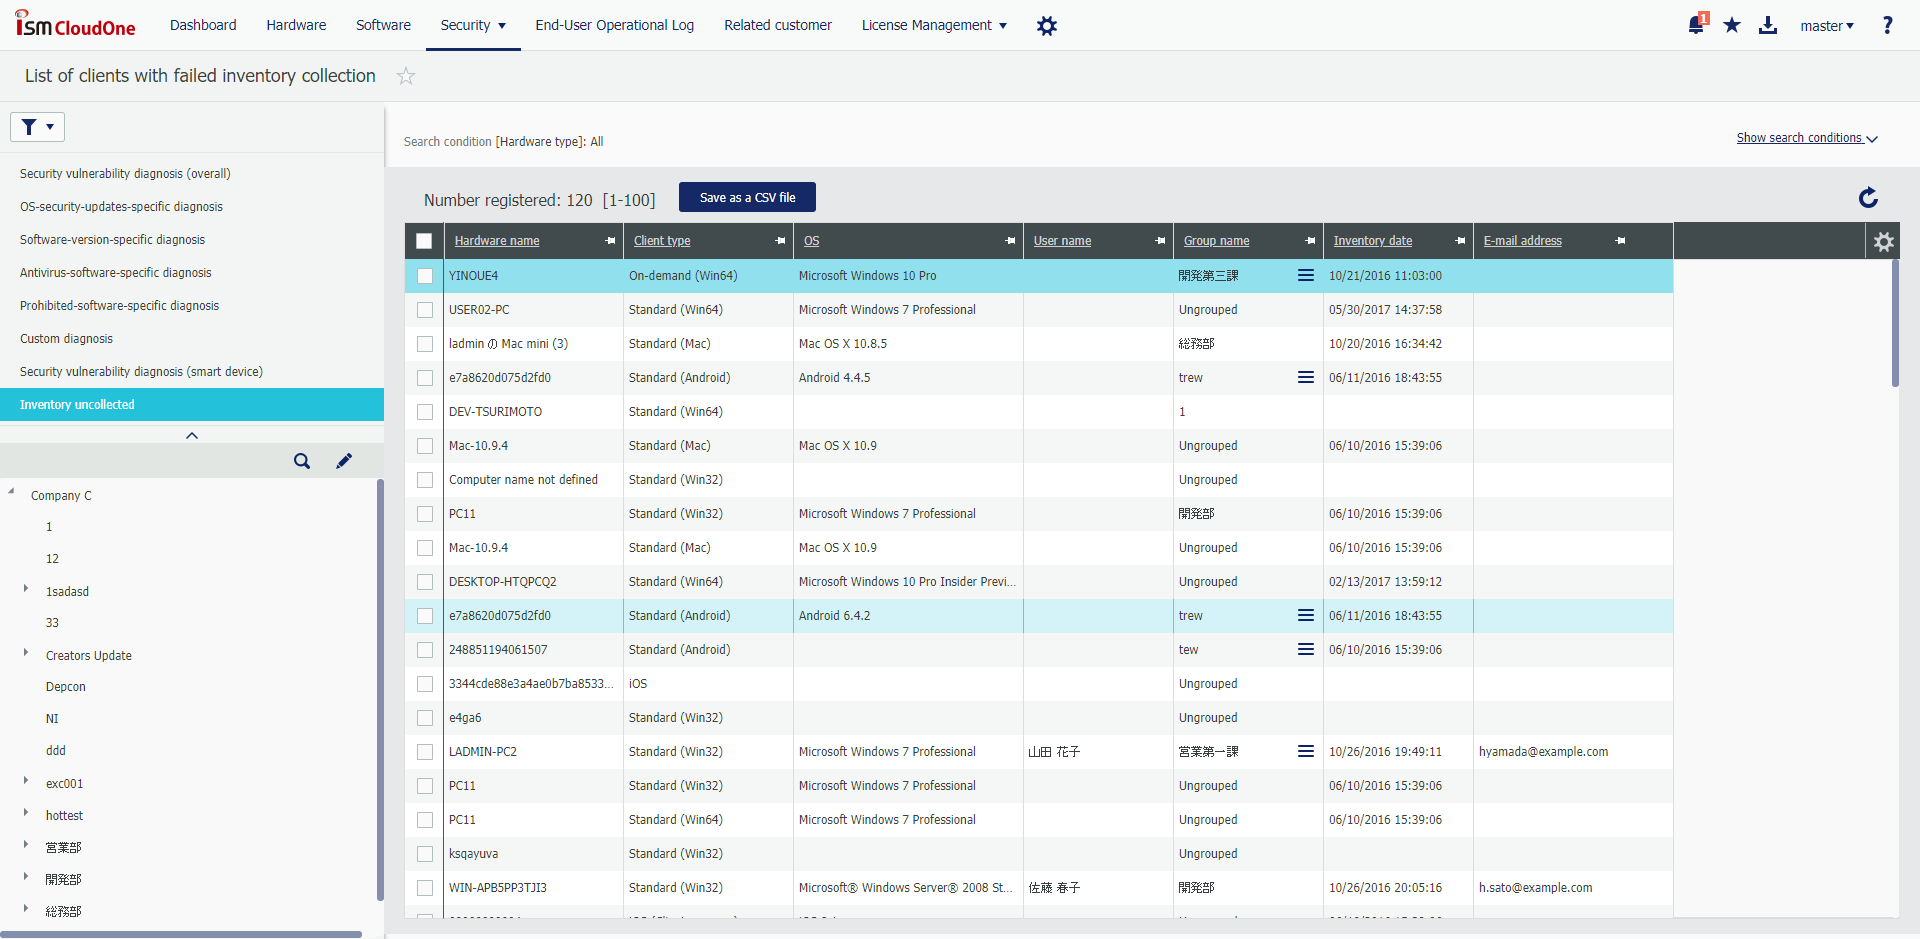 ISM CloudOne Dashboard Hardware Software Security End-User Operational Log Related customer License Management 1 master ?
List of clients with failed inventory collection
Search condition [Hardware type]: All Show search conditions
Security vulnerability diagnosis (overall)
OS-security-updates-specific diagnosis
Software-version-specific diagnosis
Antivirus-software-specific diagnosis
Prohibited-software-specific diagnosis
Custom diagnosis
Security vulnerability diagnosis (smart device)
Inventory uncollected
Company C
1
12
1sadasd
33
Creators Update
Depcon
NI
ddd
exc001
hottest
営業部
開発部
総務部
Number registered: 120 [1-100] Save as a CSV file
Hardware name Client type OS User name Group name Inventory date E-mail address
YINOUE4 On-demand (Win64) Microsoft Windows 10 Pro 開発第三課 10/21/2016 11:03:00
USER02-PC Standard (Win64) Microsoft Windows 7 Professional Ungrouped 05/30/2017 14:37:58
ladmin の Mac mini (3) Standard (Mac) Mac OS X 10.8.5 総務部 10/20/2016 16:34:42
e7a8620d075d2fd0 Standard (Android) Android 4.4.5 trew 06/11/2016 18:43:55
DEV-TSURIMOTO Standard (Win64) 1
Mac-10.9.4 Standard (Mac) Mac OS X 10.9 Ungrouped 06/10/2016 15:39:06
Computer name not defined Standard (Win32) Ungrouped
PC11 Standard (Win32) Microsoft Windows 7 Professional 開発部 06/10/2016 15:39:06
Mac-10.9.4 Standard (Mac) Mac OS X 10.9 Ungrouped 06/10/2016 15:39:06
DESKTOP-HTQPCQ2 Standard (Win64) Microsoft Windows 10 Pro Insider Previ... Ungrouped 02/13/2017 13:59:12
e7a8620d075d2fd0 Standard (Android) Android 6.4.2 trew 06/11/2016 18:43:55
248851194061507 Standard (Android) tew 06/10/2016 15:39:06
3344cde88e3a4ae0b7ba8533... iOS Ungrouped
e4ga6 Standard (Win32) Ungrouped
LADMIN-PC2 Standard (Win32) Microsoft Windows 7 Professional 山田 花子 営業第一課 10/26/2016 19:49:11 hyamada@example.com
PC11 Standard (Win32) Microsoft Windows 7 Professional Ungrouped 06/10/2016 15:39:06
PC11 Standard (Win64) Microsoft Windows 7 Professional Ungrouped 06/10/2016 15:39:06
ksqayuva Standard (Win32) Ungrouped
WIN-APB5PP3TJI3 Standard (Win32) Microsoft® Windows Server® 2008 St... 佐藤 春子 開発部 10/26/2016 20:05:16 h.sato@example.com